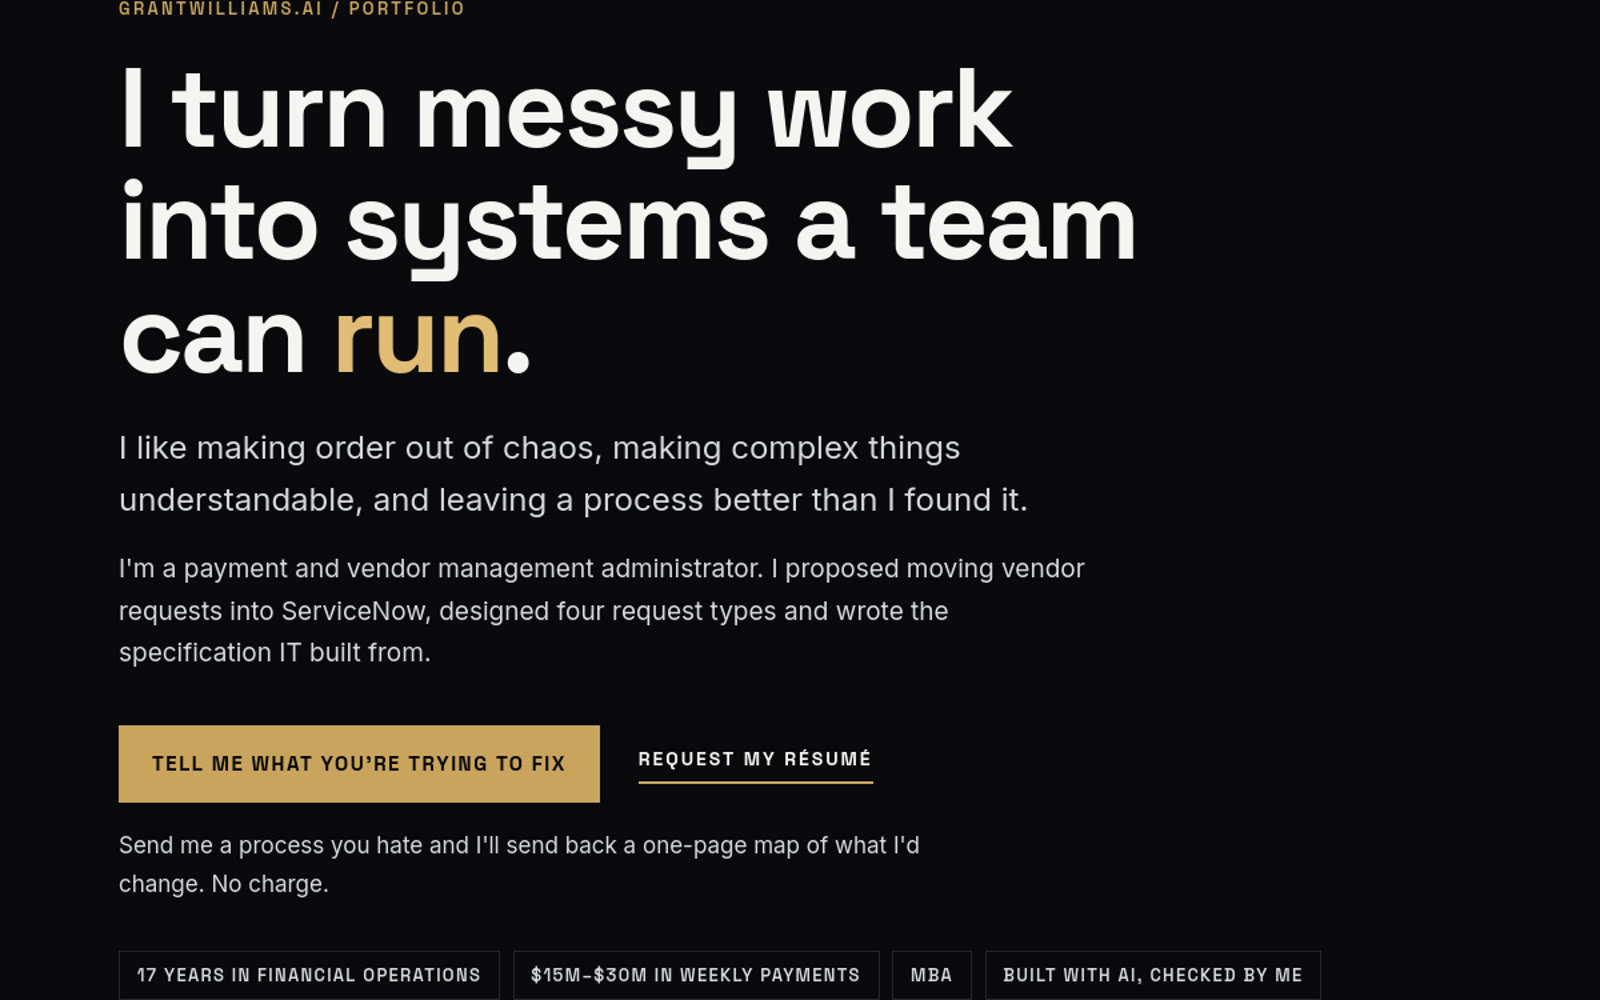 GRANTWILLIAMS.AI / PORTFOLIO
I turn messy work
into systems a team
can run.
I like making order out of chaos, making complex things
understandable, and leaving a process better than I found it.
I'm a payment and vendor management administrator. I proposed moving vendor
requests into ServiceNow, designed four request types and wrote the
specification IT built from.
TELL ME WHAT YOU’RE TRYING TO FIX
REQUEST MY RÉSUMÉ
Send me a process you hate and I'll send back a one-page map of what I'd
change. No charge.
17 YEARS IN FINANCIAL OPERATIONS
$15M–$30M IN WEEKLY PAYMENTS
MBA
BUILT WITH AI, CHECKED BY ME